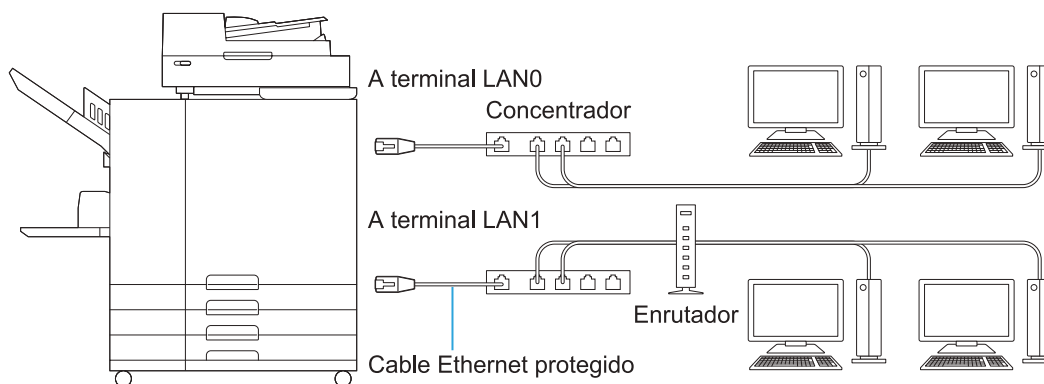 A terminal LAN0
Concentrador
A terminal LAN1
Enrutador
Cable Ethernet protegido